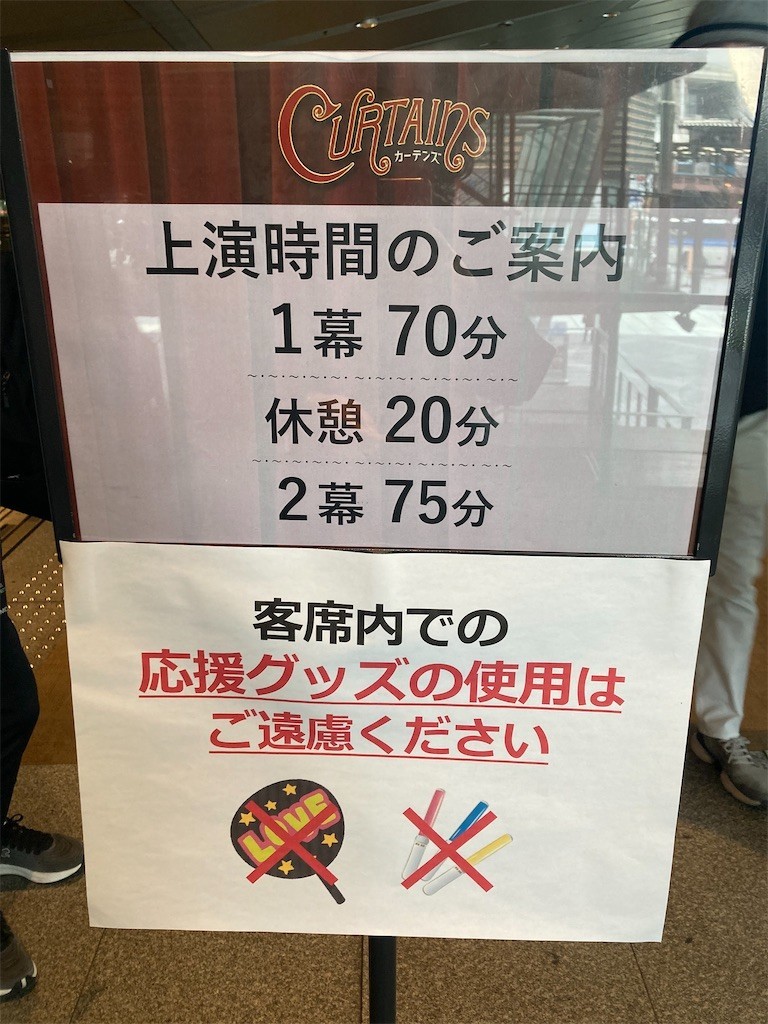 CURTAINS
カーテンズ
上演時間のご案内
1幕 70分
休憩 20分
2幕 75分
客席内での
応援グッズの使用は
ご遠慮ください
LOVE